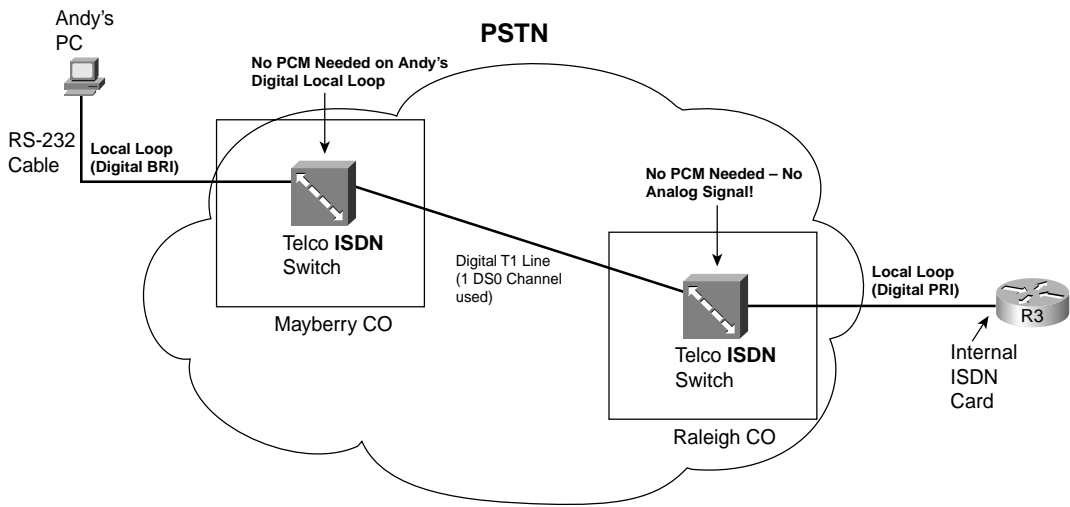 Andy's
PC
PSTN
No PCM Needed on Andy's
Digital Local Loop
RS-232
Cable
Local Loop
(Digital BRI)
No PCM Needed – No
Analog Signal!
Telco ISDN
Switch
Digital T1 Line
(1 DS0 Channel
used)
Mayberry CO
Local Loop
(Digital PRI)
R3
Telco ISDN
Switch
Internal
ISDN
Card
Raleigh CO